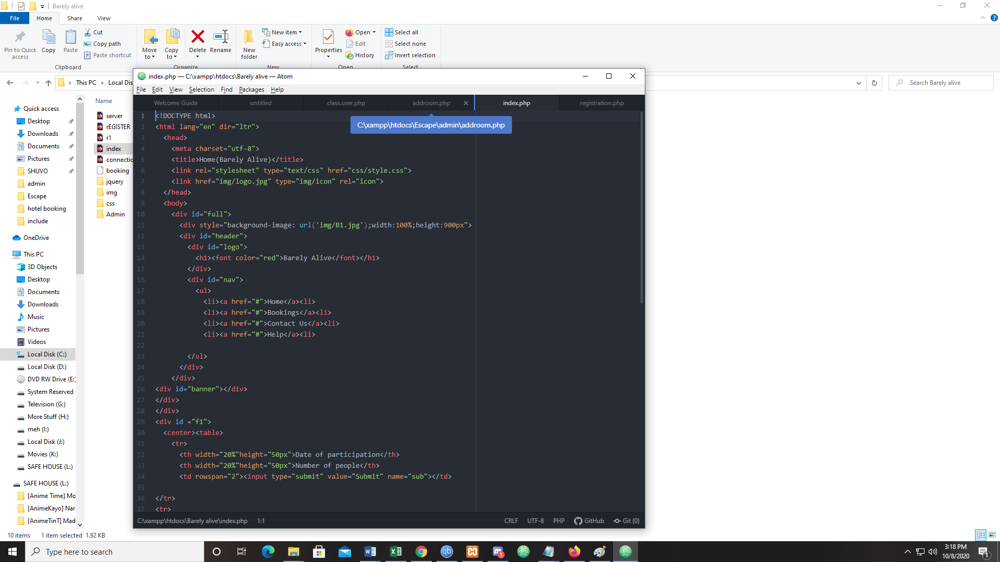 Barely alive
File Home Share View
Pin to Quick access
Copy
Paste
Cut
Copy path
Paste shortcut
Clipboard
Move to
Copy to
Delete
Rename
Organize
New folder
New item
Easy access
New
Properties
Open
Edit
History
Open
Select all
Select none
Invert selection
Select
This PC > Local Dis
Search Barely alive
Quick access
Desktop
Downloads
Documents
Pictures
SHUVO
admin
Escape
hotel booking
include
OneDrive
This PC
3D Objects
Desktop
Documents
Downloads
Music
Pictures
Videos
Local Disk (C:)
Local Disk (D:)
DVD RW Drive (E:)
System Reserved
Television (G:)
More Stuff (H:)
meh (I:)
Local Disk (J:)
Movies (K:)
SAFE HOUSE (L:)
SAFE HOUSE (L:)
[Anime Time] Mo
[AnimeKayo] Nar
[AnimeTinT] Mad
Name
server
rEGISTER
r1
index
connectio
booking
jquery
img
css
Admin
10 items 1 item selected 1.92 KB
index.php — C:\xampp\htdocs\Barely alive — Atom
File Edit View Selection Find Packages Help
Welcome Guide untitled class.user.php addroom.php index.php registration.php
C:\xampp\htdocs\Escape\admin\addroom.php
1 <!DOCTYPE html>
2 <html lang="en" dir="ltr">
3 <head>
4 <meta charset="utf-8">
5 <title>Home(Barely Alive)</title>
6 <link rel="stylesheet" type="text/css" href="css/style.css">
7 <link href="img/logo.jpg" type="img/icon" rel="icon">
8 </head>
9 <body>
10 <div id="full">
11 <div style="background-image: url('img/B1.jpg');width:100%;height:900px">
12 <div id="header">
13 <div id="logo">
14 <h1><font color="red">Barely Alive</font></h1>
15 </div>
16 <div id="nav">
17 <ul>
18 <li><a href="#">Home</a><li>
19 <li><a href="#">Bookings</a><li>
20 <li><a href="#">Contact Us</a><li>
21 <li><a href="#">Help</a><li>
22
23 </ul>
24 </div>
25 </div>
26 <div id="banner"></div>
27 </div>
28 </div>
29 <div id ="f1">
30 <center><table>
31 <tr>
32 <th width="20%"height="50px">Date of participation</th>
33 <th width="20%"height="50px">Number of people</th>
34 <td rowspan="2"><input type="submit" value="Submit" name="sub"></td>
35
36 </tr>
37 <tr>
C:\xampp\htdocs\Barely alive\index.php 1:1 CRLF UTF-8 PHP GitHub Git (0)
Type here to search
3:18 PM
10/8/2020